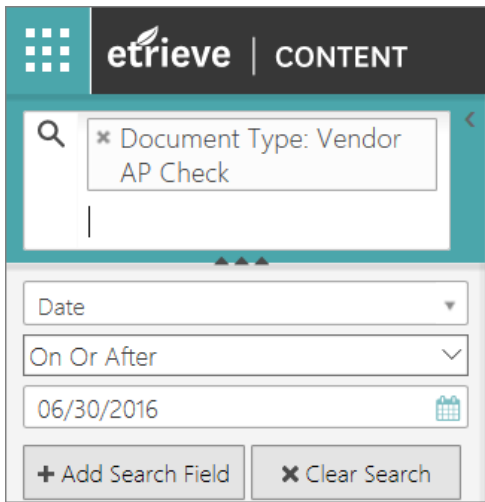 etrieve | CONTENT
Document Type: Vendor
AP Check
Date
On Or After
06/30/2016
+ Add Search Field
× Clear Search